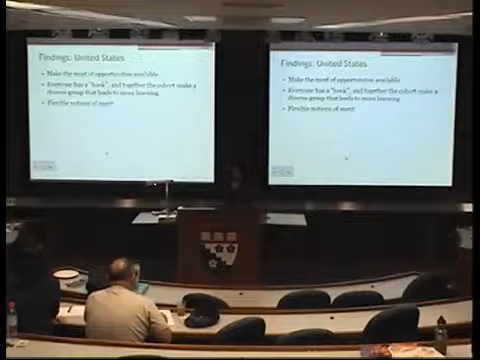 Findings: United States
• Make the most of opportunities available
• Everyone has a "hook", and together the cohort make a
diverse group that leads to more learning
• Flexible notions of merit
Findings: United States
• Make the most of opportunities available
• Everyone has a "hook", and together the cohort make a
diverse group that leads to more learning
• Flexible notions of merit